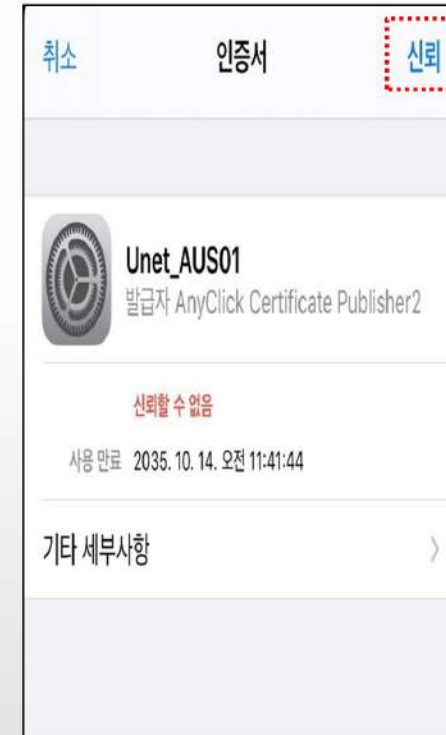 취소 인증서 신뢰
Unet_AUS01
발급자 AnyClick Certificate Publisher2
신뢰할 수 없음
사용 만료 2035. 10. 14. 오전 11:41:44
기타 세부사항